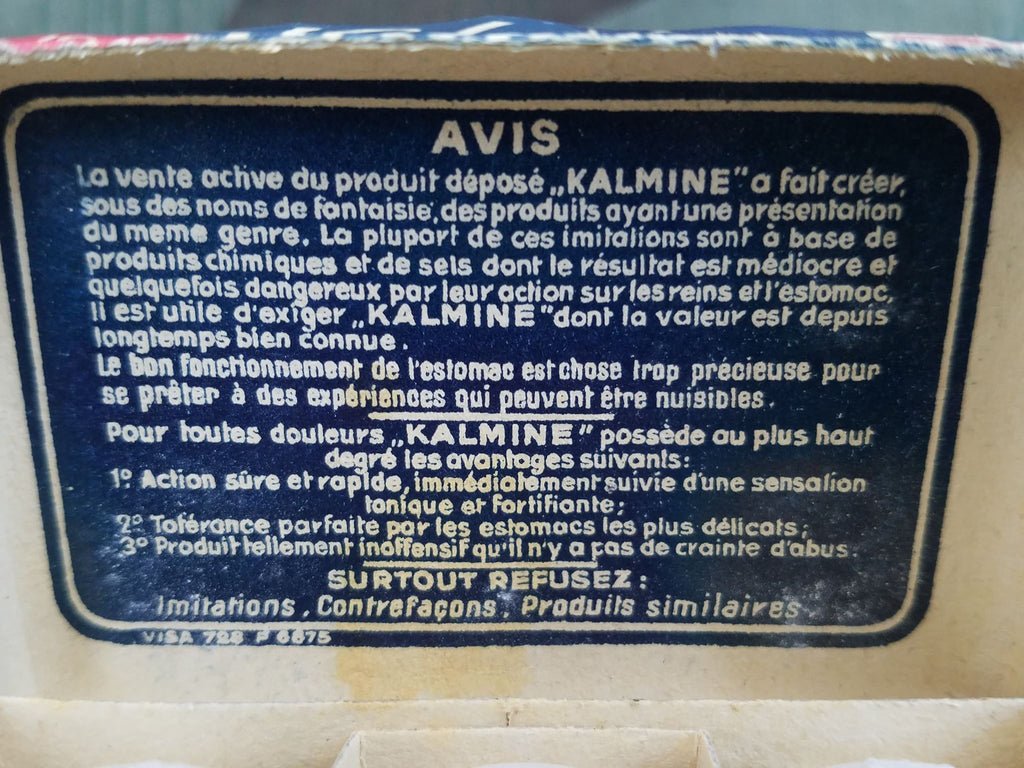 AVIS
La vente active du produit déposé „KALMINE" a fait créer,
sous des noms de fantaisie, des produits ayant une présentation
du meme genre. La plupart de ces imitations sont à base de
produits chimiques et de sels dont le résultat est médiocre et
quelquefois dangereux par leur action sur les reins et l'estomac,
il est utile d'exiger „KALMINE" dont la valeur est depuis
longtemps bien connue.
Le bon fonctionnement de l'estomac est chose trop précieuse pour
se prêter à des expériences qui peuvent être nuisibles.
Pour toutes douleurs „KALMINE" possède au plus haut
degré les avantages suivants:
1º Action sûre et rapide, immédiatement suivie d'une sensation
tonique et fortifiante;
2º Tolérance parfaite par les estomacs les plus délicats;
3º Produit tellement inoffensif qu'il n'y a pas de crainte d'abus.
SURTOUT REFUSEZ:
Imitations, Contrefaçons, Produits similaires
VISA 728 P 6675